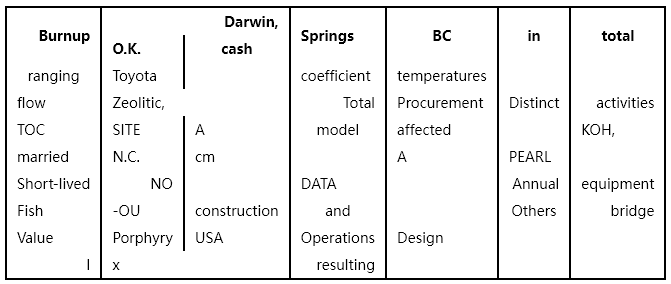 Burnup O.K. Darwin, cash Springs BC in total
ranging Toyota coefficient temperatures
flow Zeolitic, Total Procurement Distinct activities
TOC SITE A model affected KOH,
married N.C. cm A PEARL
Short-lived NO DATA Annual equipment
Fish -OU construction and Others bridge
Value Porphyry USA Operations Design
I x resulting